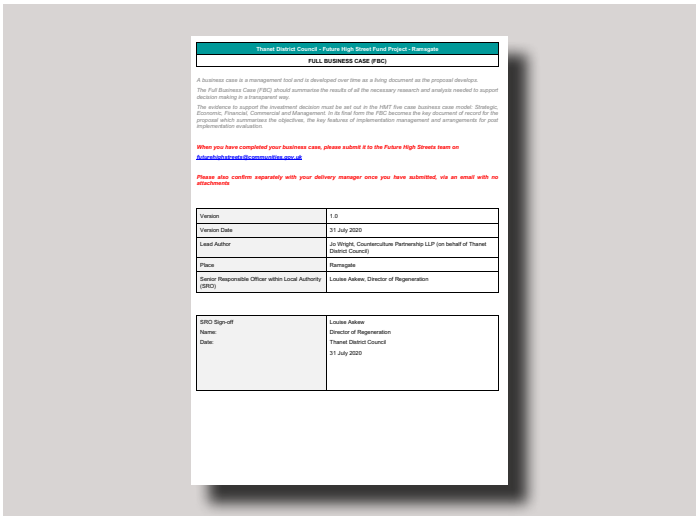 Thanet District Council - Future High Street Fund Project - Ramsgate
FULL BUSINESS CASE (FBC)
A business case is a management tool and is developed over time as a living document as the proposal develops.
The Full Business Case (FBC) should summarise the results of all the necessary research and analysis needed to support
decision making in a transparent way.
The evidence to support the investment decision must be set out in the HMT five case business case model: Strategic,
Economic, Financial, Commercial and Management. In its final form the FBC becomes the key document of record for the
proposal which summarises the objectives, the key features of implementation management and arrangements for post
implementation evaluation.
When you have completed your business case, please submit it to the Future High Streets team on
futurehighstreets@communities.gov.uk
Please also confirm separately with your delivery manager once you have submitted, via an email with no
attachments
Version
1.0
Version Date
31 July 2020
Lead Author
Jo Wright, Counterculture Partnership LLP (on behalf of Thanet
District Council)
Place
Ramsgate
Senior Responsible Officer within Local Authority
(SRO)
Louise Askew, Director of Regeneration
SRO Sign-off
Louise Askew
Name:
Director of Regeneration
Date:
Thanet District Council
31 July 2020